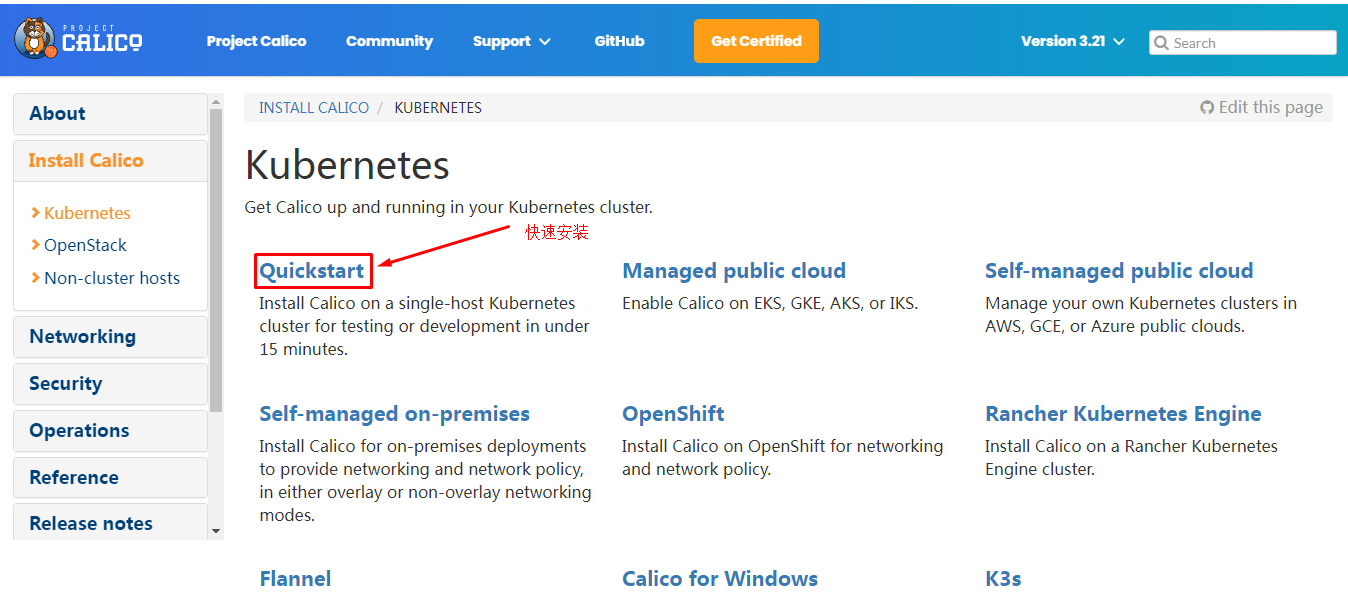 PROJECT
CALICO
Project Calico
Community
Support
GitHub
Get Certified
Version 3.21
Search
About
Install Calico
Kubernetes
OpenStack
Non-cluster hosts
Networking
Security
Operations
Reference
Release notes
INSTALL CALICO / KUBERNETES
Edit this page
Kubernetes
Get Calico up and running in your Kubernetes cluster.
快速安装
Quickstart
Install Calico on a single-host Kubernetes
cluster for testing or development in under
15 minutes.
Managed public cloud
Enable Calico on EKS, GKE, AKS, or IKS.
Self-managed public cloud
Manage your own Kubernetes clusters in
AWS, GCE, or Azure public clouds.
Self-managed on-premises
Install Calico for on-premises deployments
to provide networking and network policy,
in either overlay or non-overlay networking
modes.
OpenShift
Install Calico on OpenShift for networking
and network policy.
Rancher Kubernetes Engine
Install Calico on a Rancher Kubernetes
Engine cluster.
Flannel
Calico for Windows
K3s